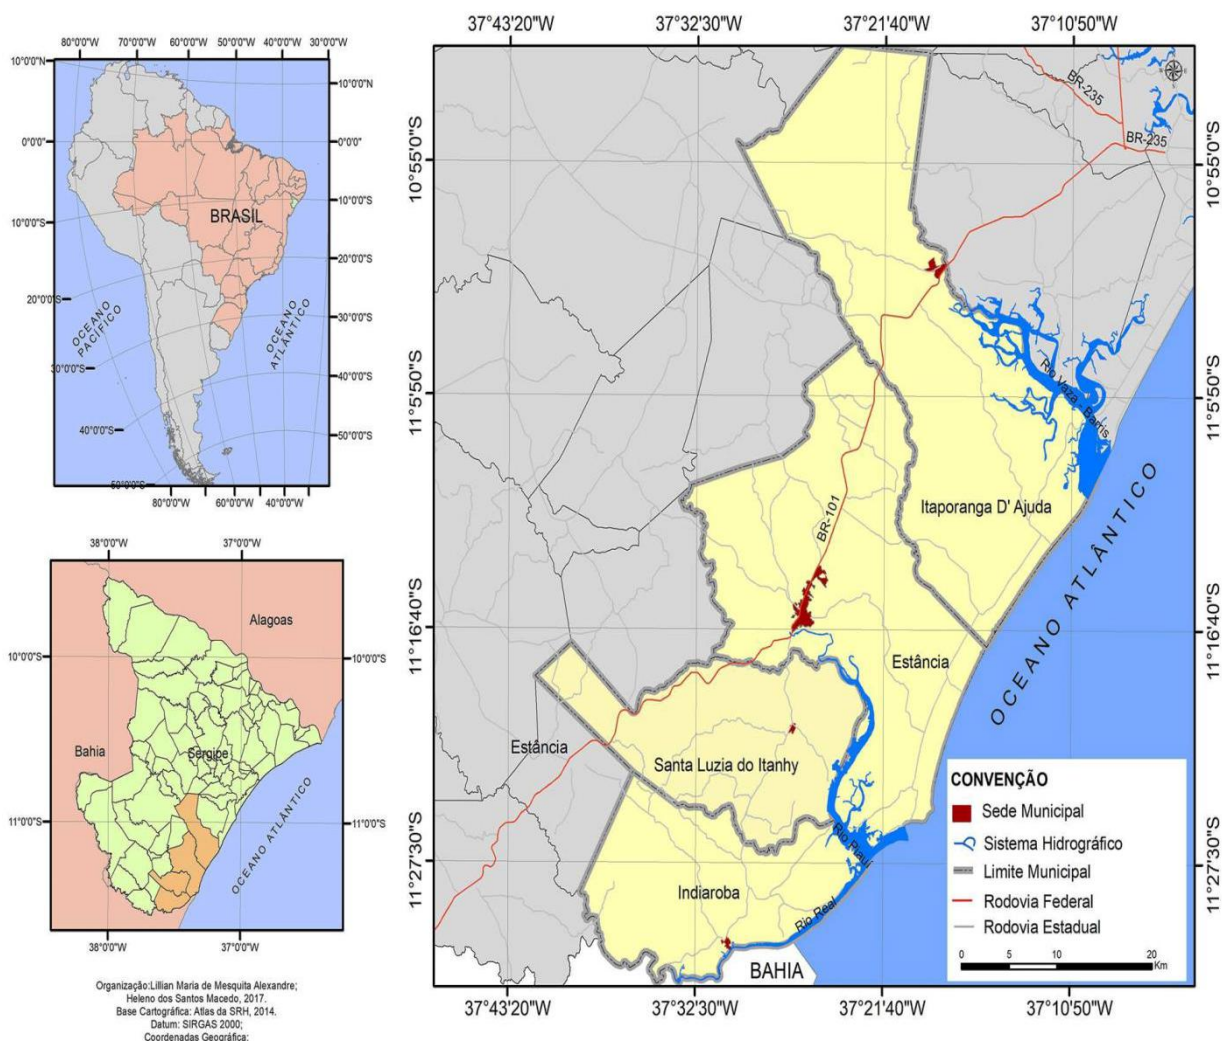 80°0'0"W 70°0'0"W 60°0'0"W 50°0'0"W 40°0'0"W 30°0'0"W
10°0'0"N
10°0'0"N
0°0'0"
0°0'0"
10°0'0"S
10°0'0"S
20°0'0"S
20°0'0"S
30°0'0"S
30°0'0"S
40°0'0"S
40°0'0"S
50°0'0"S
50°0'0"S
BRASIL
OCEANO
PACÍFICO
OCEANO
ATLÂNTICO
80°0'0"W 60°0'0"W 50°0'0"W 40°0'0"W
38°0'0"W 37°0'0"W
Alagoas
10°0'0"S
10°0'0"S
Bahia
Sergipe
11°0'0"S
11°0'0"S
OCEANO ATLÂNTICO
38°0'0"W 37°0'0"W
Organização:Lillian Maria de Mesquita Alexandre;
Heleno dos Santos Macedo, 2017.
Base Cartográfica: Atlas da SRH, 2014.
Datum: SIRGAS 2000;
Coordenadas Geográfica;
37°43'20"W 37°32'30"W 37°21'40"W 37°10'50"W
BR-235
BR-235
10°55'0"S
10°55'0"S
11°5'50"S
11°5'50"S
Rio Vaza - Barris
BR-101
Itaporanga D' Ajuda
11°16'40"S
11°16'40"S
Estância
Estância
OCEANO ATLÂNTICO
Santa Luzia do Itanhy
Rio Piauí
11°27'30"S
11°27'30"S
Indiaroba
Rio Real
BAHIA
CONVENÇÃO
Sede Municipal
Sistema Hidrográfico
Limite Municipal
Rodovia Federal
Rodovia Estadual
0 5 10 20
Km
37°43'20"W 37°32'30"W 37°21'40"W 37°10'50"W